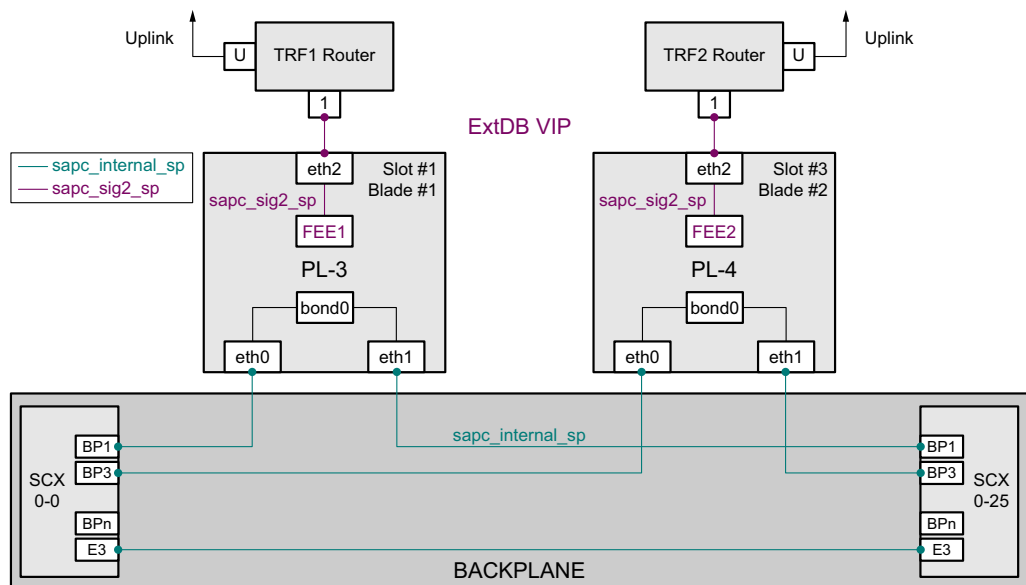 Uplink
U
TRF1 Router
1
TRF2 Router
U
Uplink
1
ExtDB VIP
sapc_internal_sp
sapc_sig2_sp
eth2
Slot #1
Blade #1
sapc_sig2_sp
FEE1
PL-3
bond0
eth0
eth1
eth2
Slot #3
Blade #2
sapc_sig2_sp
FEE2
PL-4
bond0
eth0
eth1
SCX
0-0
BP1
BP3
BPn
E3
sapc_internal_sp
BP1
BP3
BPn
E3
SCX
0-25
BACKPLANE